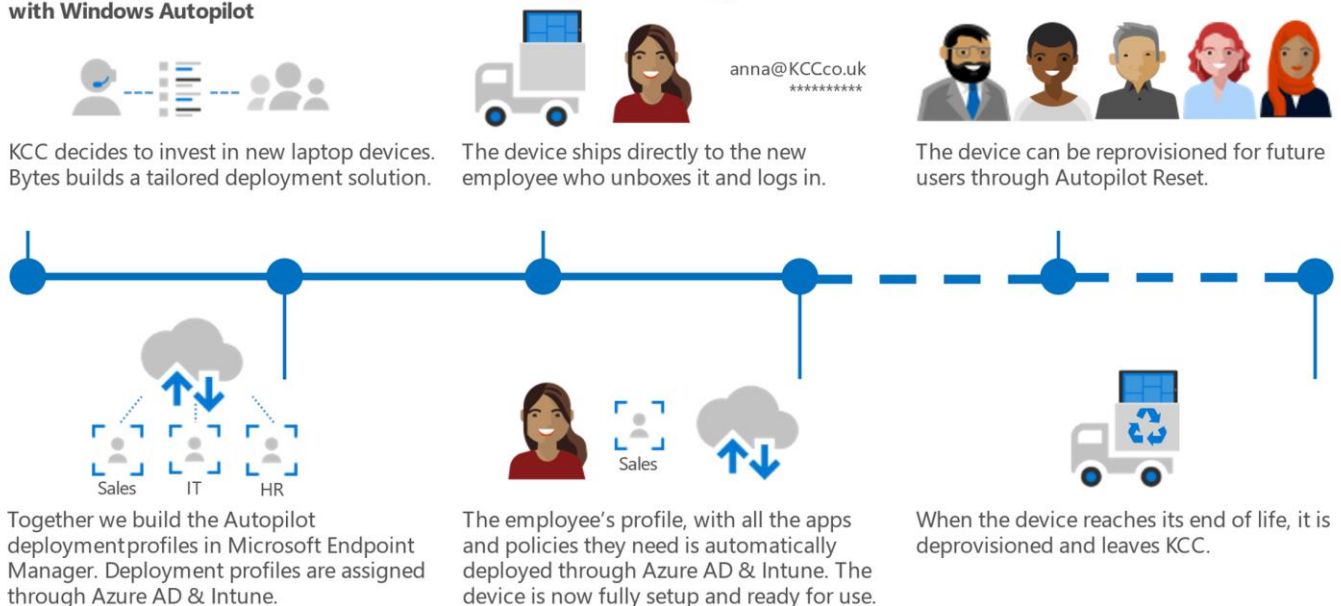 with Windows Autopilot
anna@KCCco.uk
**********
KCC decides to invest in new laptop devices.
Bytes builds a tailored deployment solution.
The device ships directly to the new
employee who unboxes it and logs in.
The device can be reprovisioned for future
users through Autopilot Reset.
Sales
IT
HR
Together we build the Autopilot
deploymentprofiles in Microsoft Endpoint
Manager. Deployment profiles are assigned
through Azure AD & Intune.
Sales
The employee's profile, with all the apps
and policies they need is automatically
deployed through Azure AD & Intune. The
device is now fully setup and ready for use.
When the device reaches its end of life, it is
deprovisioned and leaves KCC.